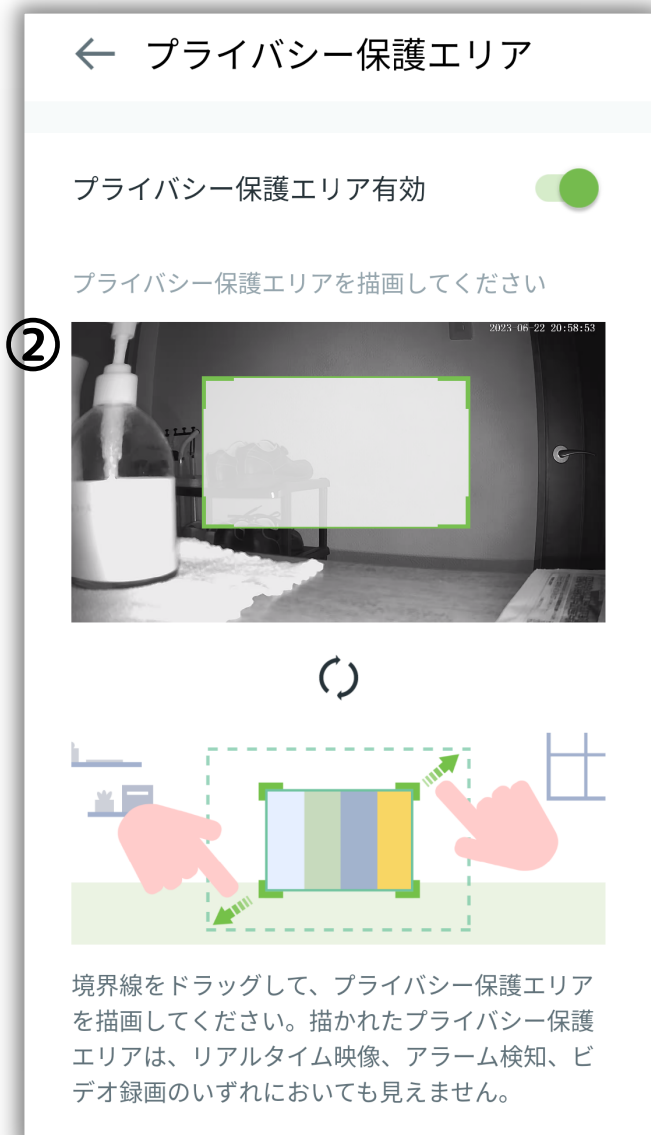 プライバシー保護エリア
プライバシー保護エリア有効
プライバシー保護エリアを描画してください
②
2023-06-22 20:58:53
境界線をドラッグして、プライバシー保護エリア
を描画してください。描かれたプライバシー保護
エリアは、リアルタイム映像、アラーム検知、ビ
デオ録画のいずれにおいても見えません。